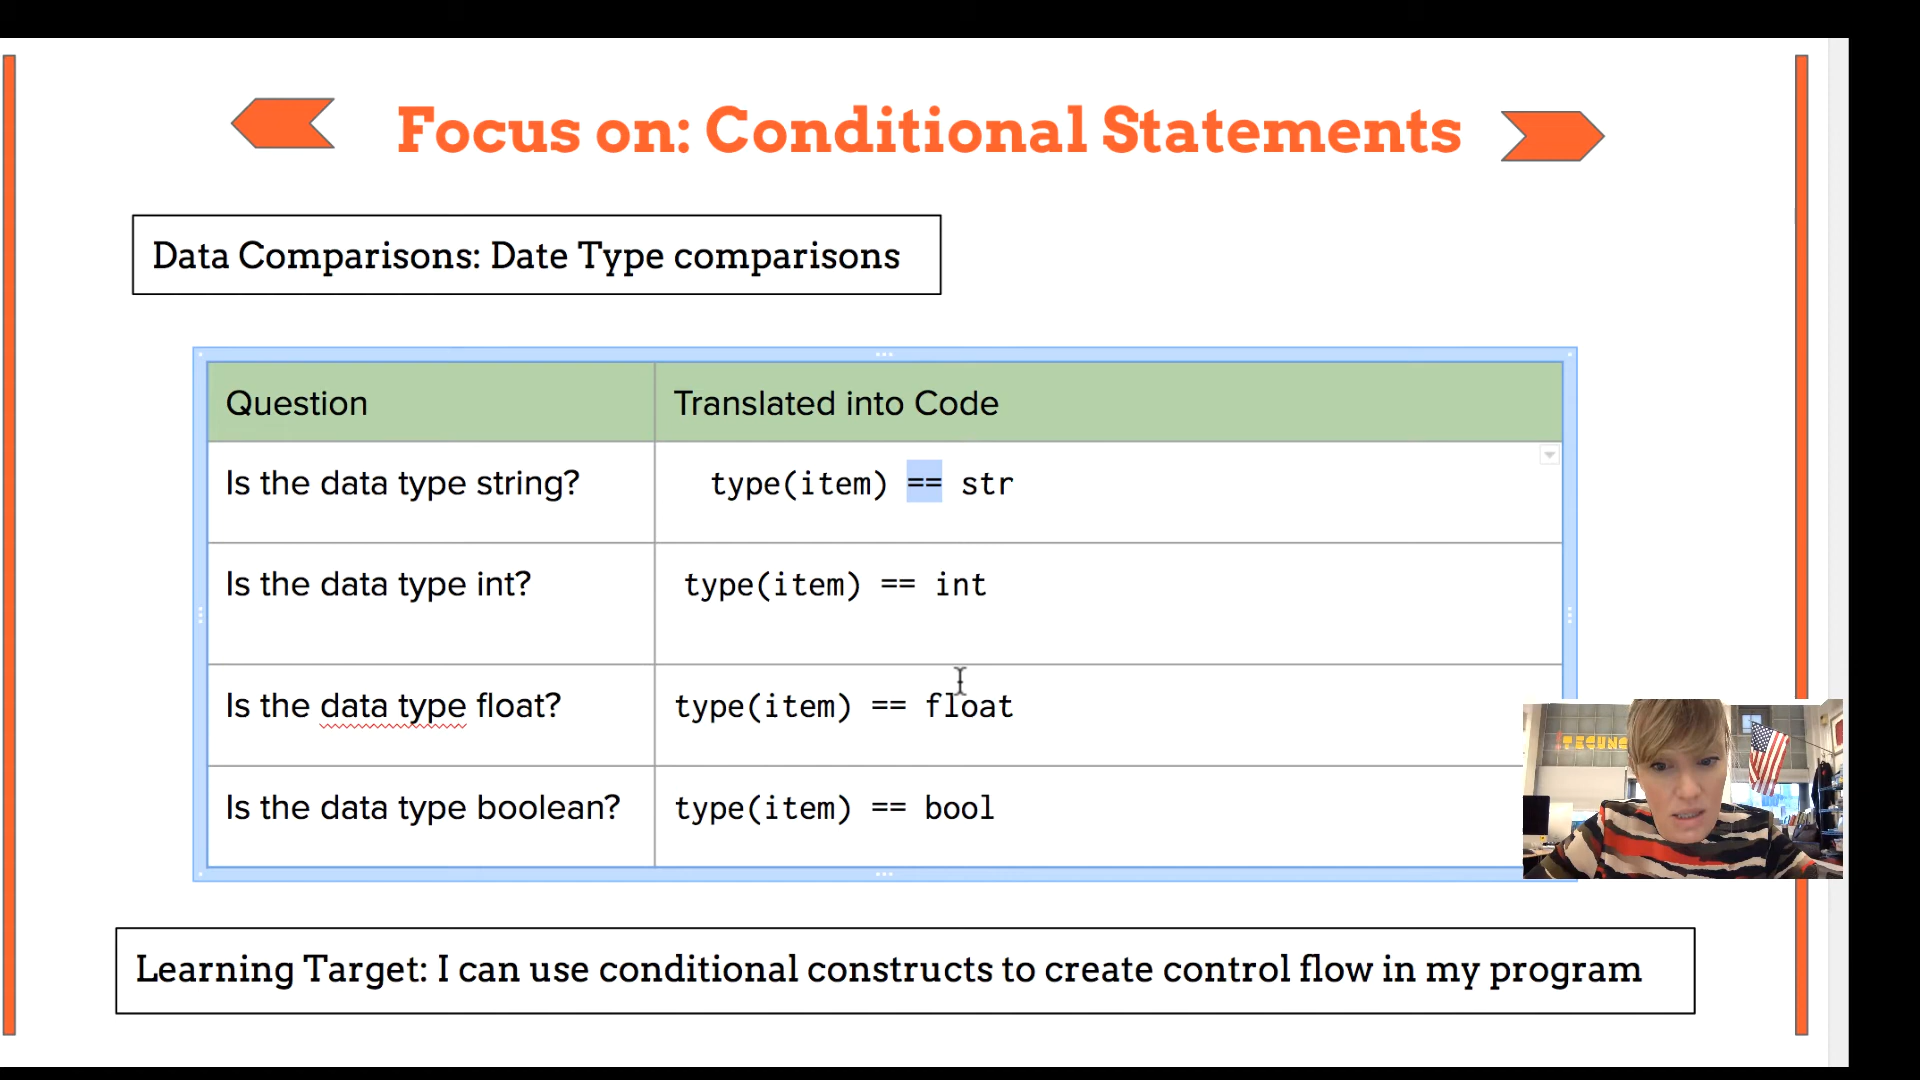 Focus on: Conditional Statements
Data Comparisons: Date Type comparisons
Question
Translated into Code
Is the data type string?
type(item) == str
Is the data type int?
type(item) == int
Is the data type float?
type(item) == float
Is the data type boolean?
type(item) == bool
Learning Target: I can use conditional constructs to create control flow in my program